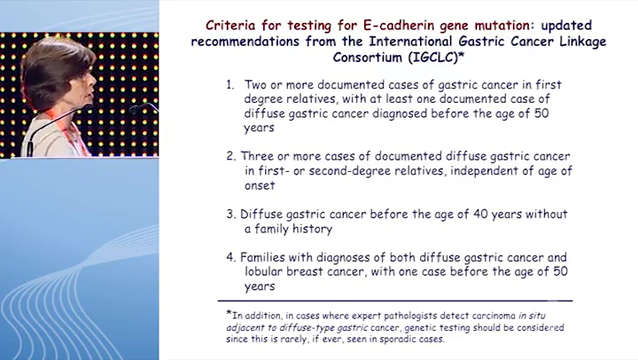 Criteria for testing for E-cadherin gene mutation: updated
recommendations from the International Gastric Cancer Linkage
Consortium (IGCLC)*
1. Two or more documented cases of gastric cancer in first
degree relatives, with at least one documented case of
diffuse gastric cancer diagnosed before the age of 50
years
2. Three or more cases of documented diffuse gastric cancer
in first- or second-degree relatives, independent of age of
onset
3. Diffuse gastric cancer before the age of 40 years without
a family history
4. Families with diagnoses of both diffuse gastric cancer and
lobular breast cancer, with one case before the age of 50
years
*In addition, in cases where expert pathologists detect carcinoma in situ
adjacent to diffuse-type gastric cancer, genetic testing should be considered
since this is rarely, if ever, seen in sporadic cases.